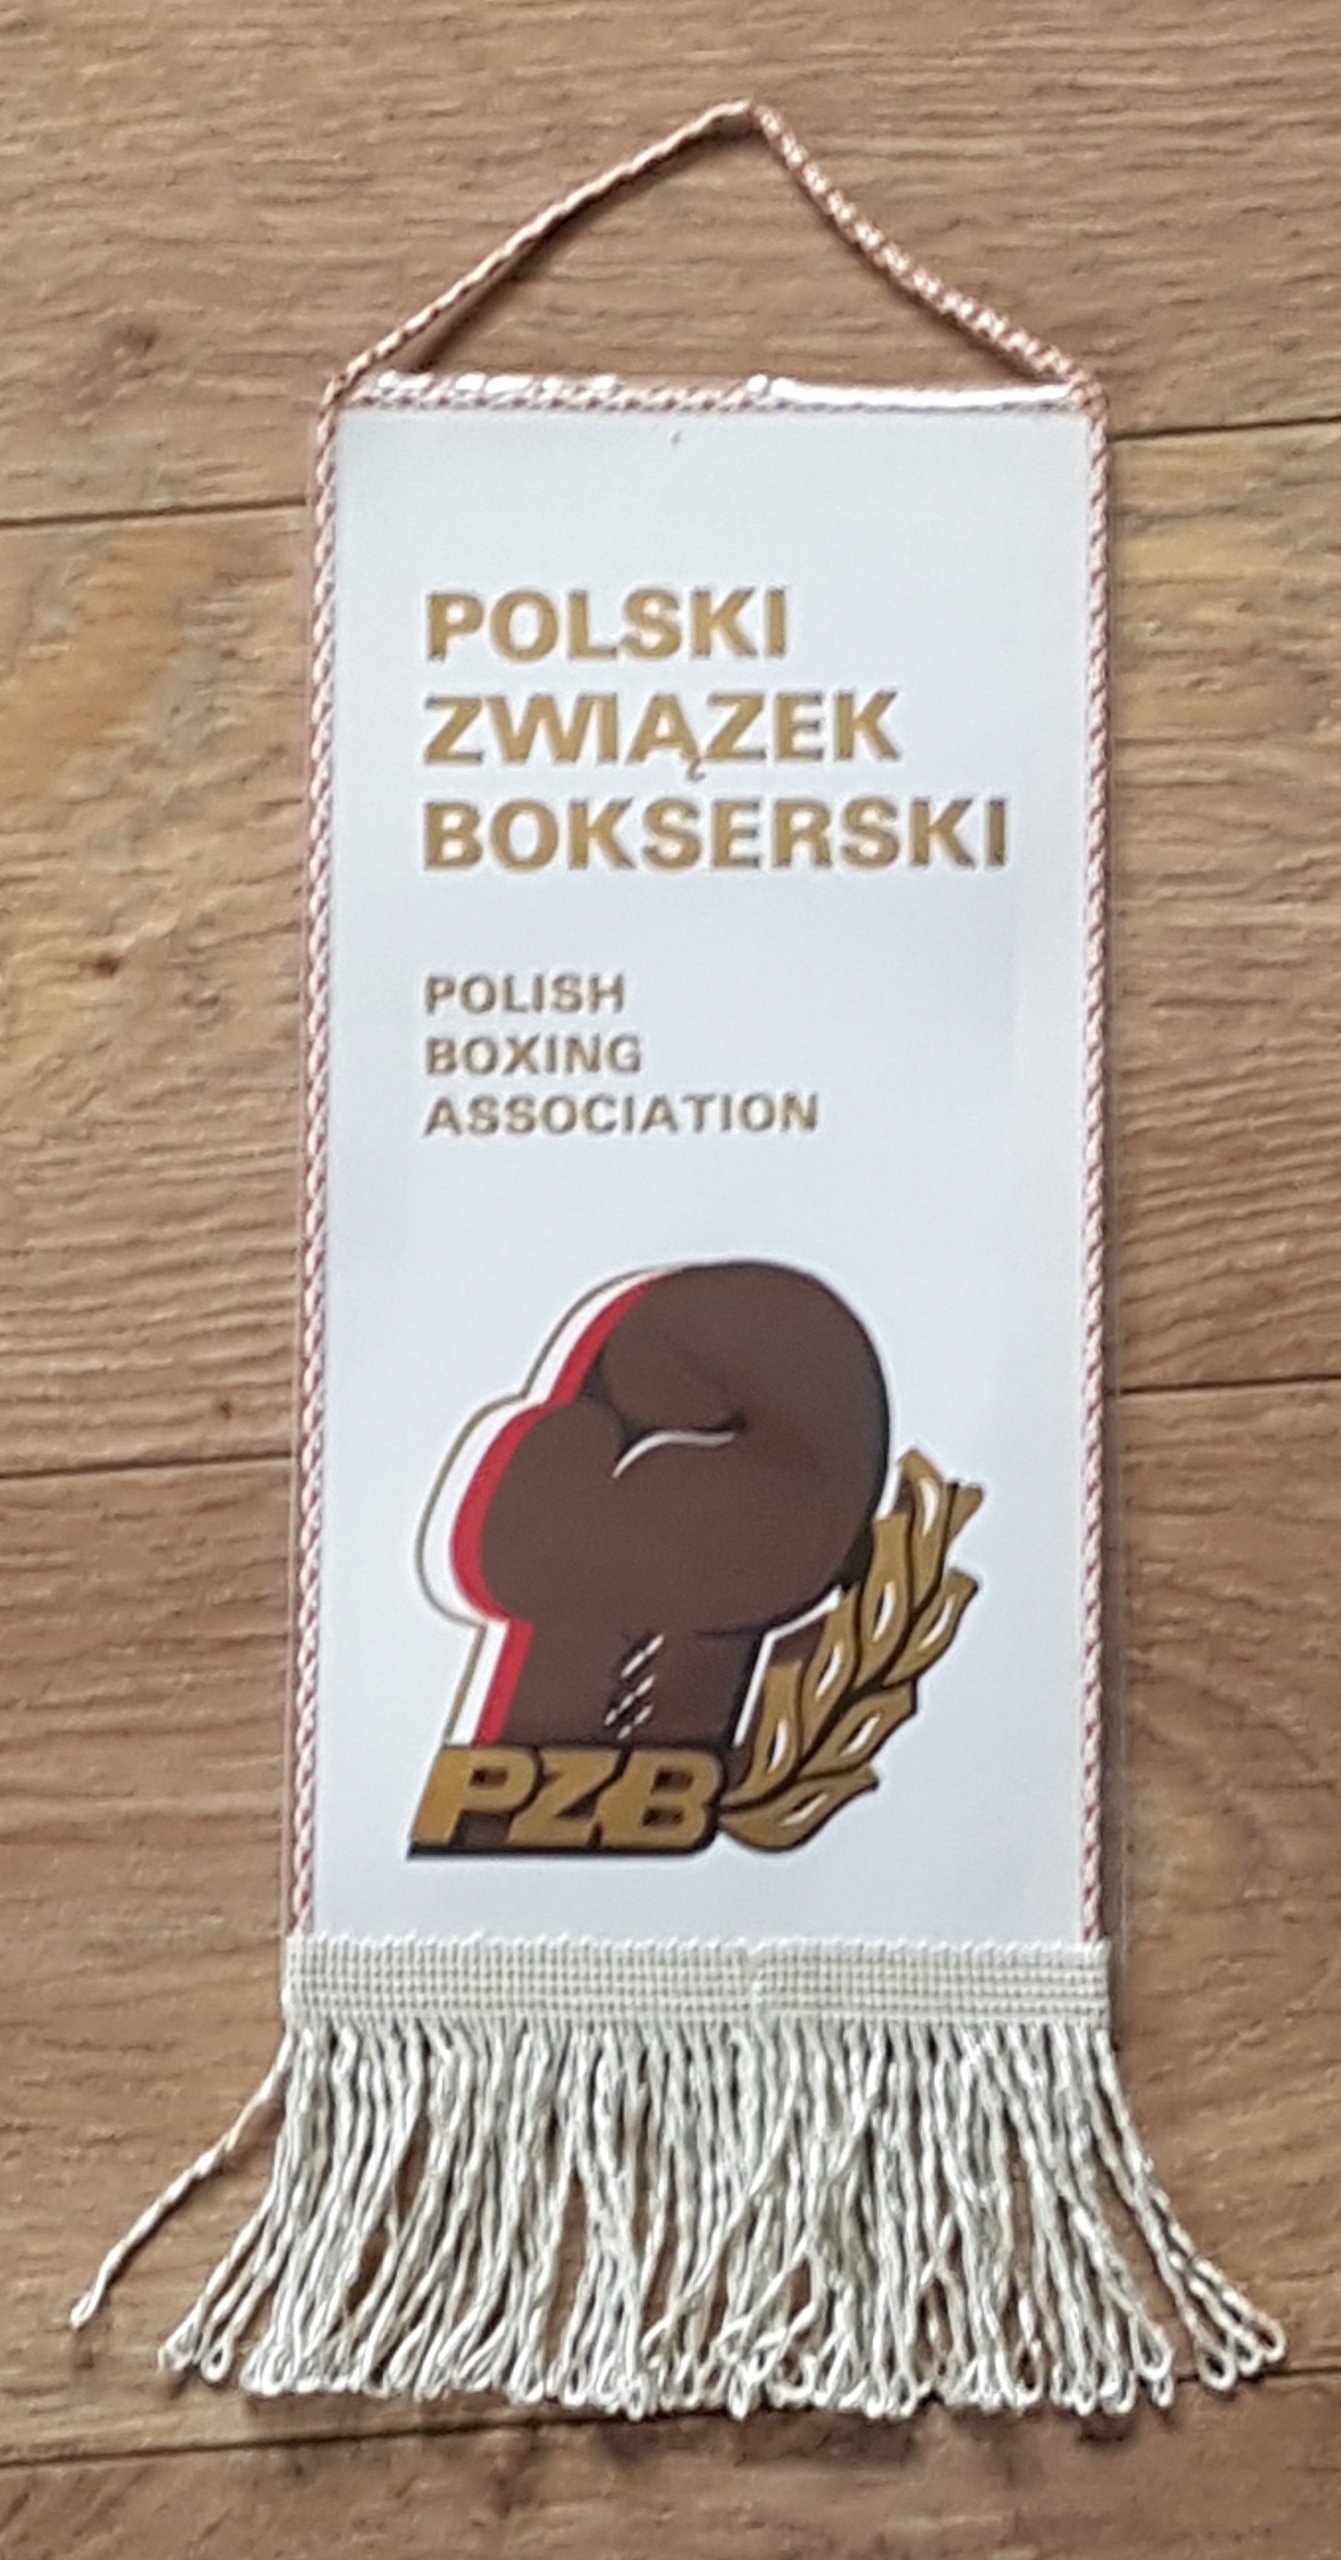 POLSKI
ZWIĄZEK
BOKSERSKI
POLISH
BOXING
ASSOCIATION
PZB